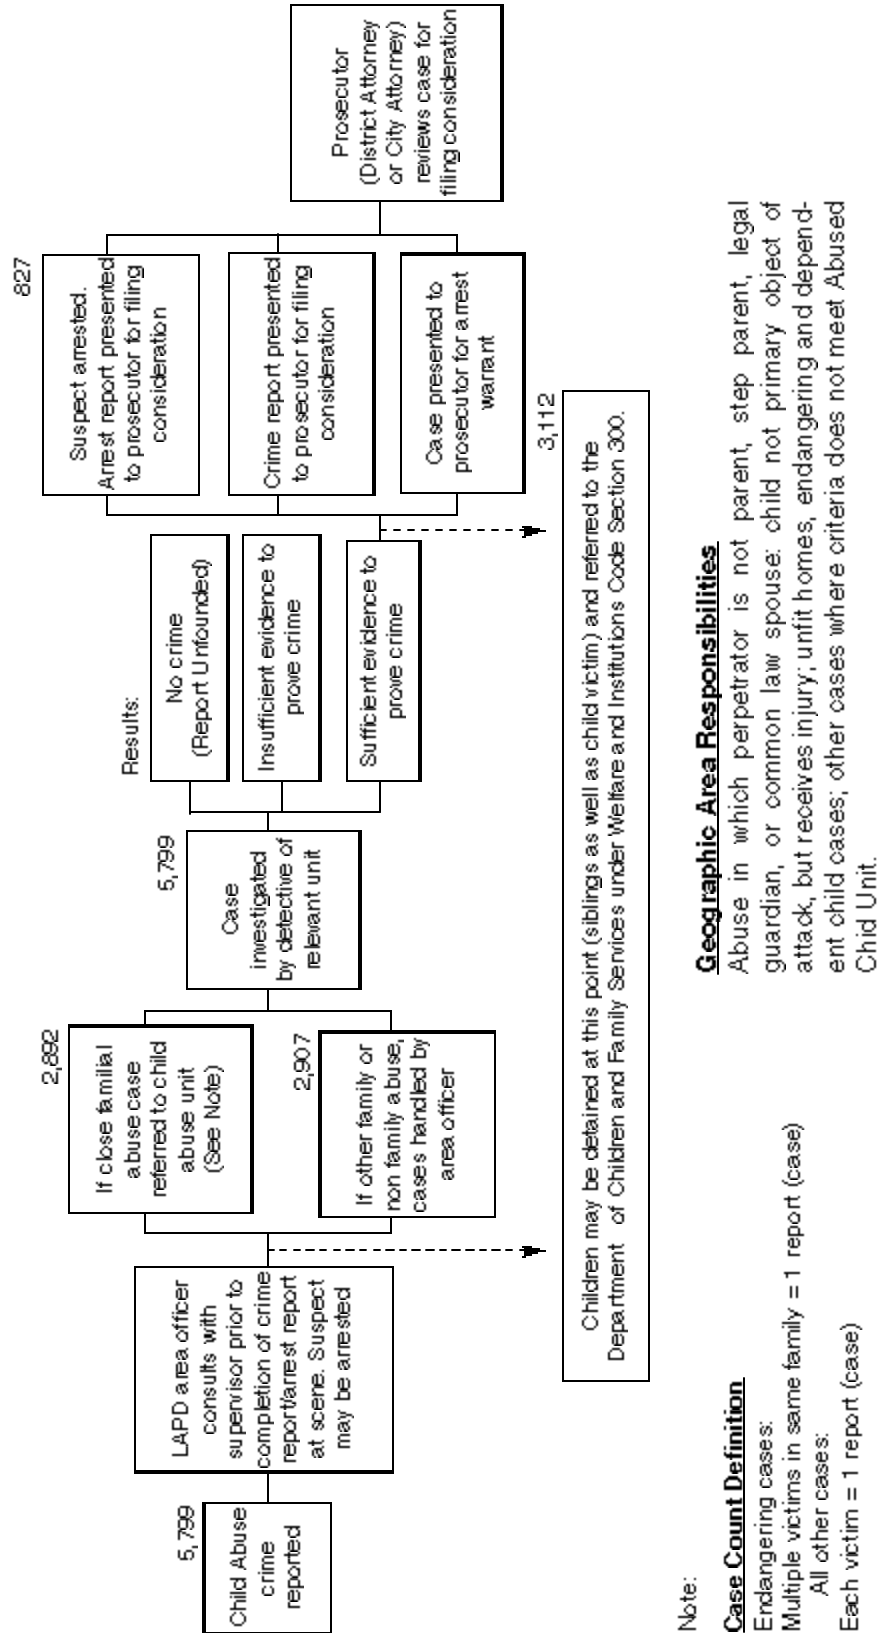 5,799
Child Abuse
crime
reported
LAPD area officer
consults with
supervisor prior to
completion of crime
report/arrest report
at scene. Suspect
may be arrested
2,892
If close familial
abuse case
referred to child
abuse unit
(See Note)
2,907
If other family or
non family abuse,
cases handled by
area officer
5,799
Case
investigated
by detective of
relevant unit
Results:
No crime
(Report Unfounded)
Insufficient evidence to
prove crime
Sufficient evidence to
prove crime
827
Suspect arrested.
Arrest report presented
to prosecutor for filing
consideration
Crime report presented
to prosecutor for filing
consideration
Case presented to
prosecutor for arrest
warrant
Prosecutor
(District Attorney
or City Attorney)
reviews case for
filing consideration
3,112
Children may be detained at this point (siblings as well as child victim) and referred to the
Department of Children and Family Services under Welfare and Institutions Code Section 300.
Note:
Case Count Definition
Endangering cases:
Multiple victims in same family = 1 report (case)
All other cases:
Each victim = 1 report (case)
Geographic Area Responsibilities
Abuse in which perpetrator is not parent, step parent, legal
guardian, or common law spouse: child not primary object of
attack, but receives injury; unfit homes, endangering and depend-
ent child cases; other cases where criteria does not meet Abused
Chid Unit.